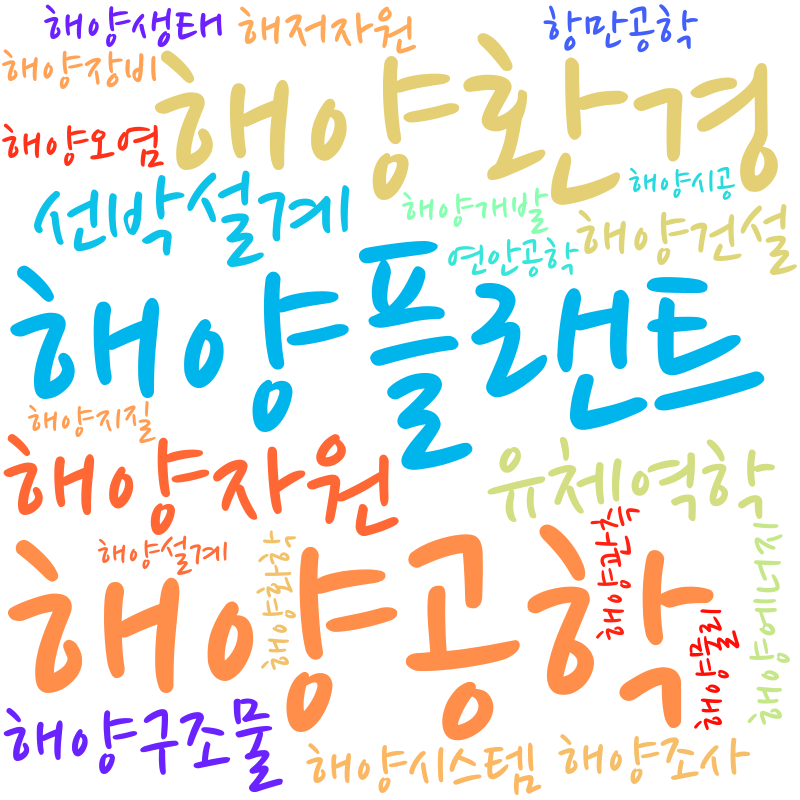 해양생태
해저자원
항만공학
해양장비
해양환경
해양오염
해양시공
선박설계
해양개발
해양건설
연안공학
해양플랜트
해양지질
해양자원
유체역학
해양관측
해양설계
해양화학
해양에너지
해양공학
해양물리
해양구조물
해양시스템
해양조사